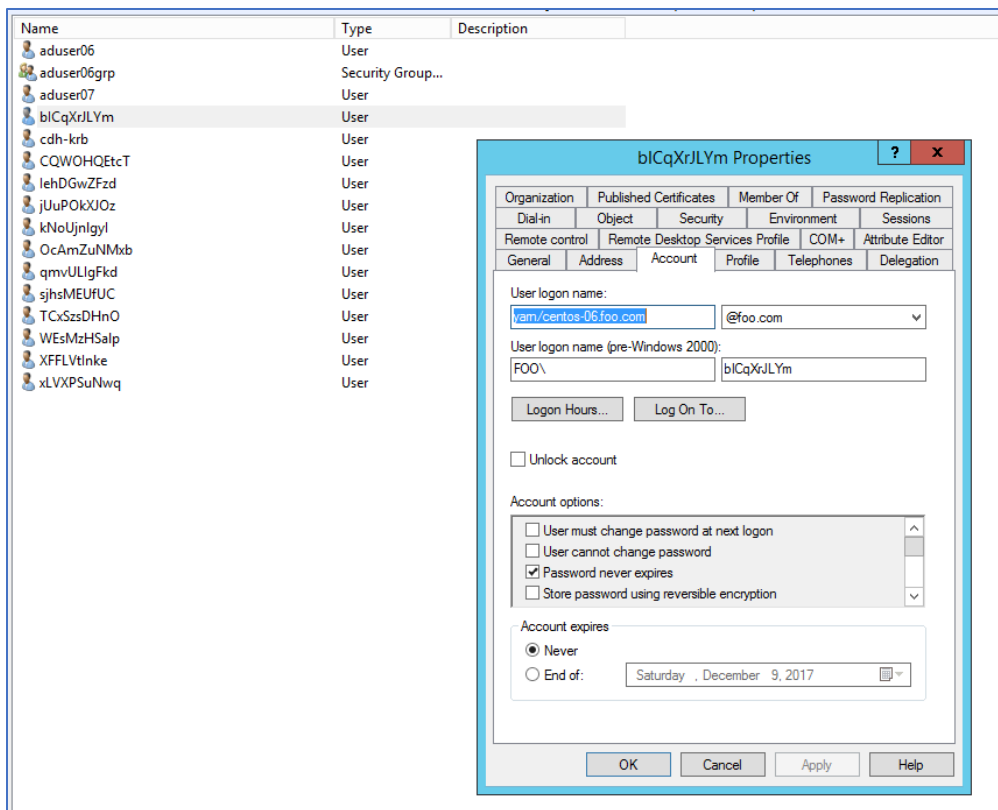 Name Type Description
aduser06 User
aduser06grp Security Group...
aduser07 User
blCqXrJLYm User
cdh-krb User
CQWOHQEtcT User
lehDGwZFzd User
jUuPOkXJOz User
kNoUjnlgyl User
OcAmZuNMxb User
qmvULlgFkd User
sjhsMEUfUC User
TCxSzsDHnO User
WEsMzHSalp User
XFFLVtlnke User
xLVXPSuNwq User
blCqXrJLYm Properties ? x
Organization Published Certificates Member Of Password Replication
Dial-in Object Security Environment Sessions
Remote control Remote Desktop Services Profile COM+ Attribute Editor
General Address Account Profile Telephones Delegation
User logon name:
yarn/centos-06.foo.com @foo.com
User logon name (pre-Windows 2000):
FOO\ blCqXrJLYm
Logon Hours... Log On To...
Unlock account
Account options:
User must change password at next logon
User cannot change password
Password never expires
Store password using reversible encryption
Account expires
Never
End of: Saturday , December 9, 2017
OK Cancel Apply Help